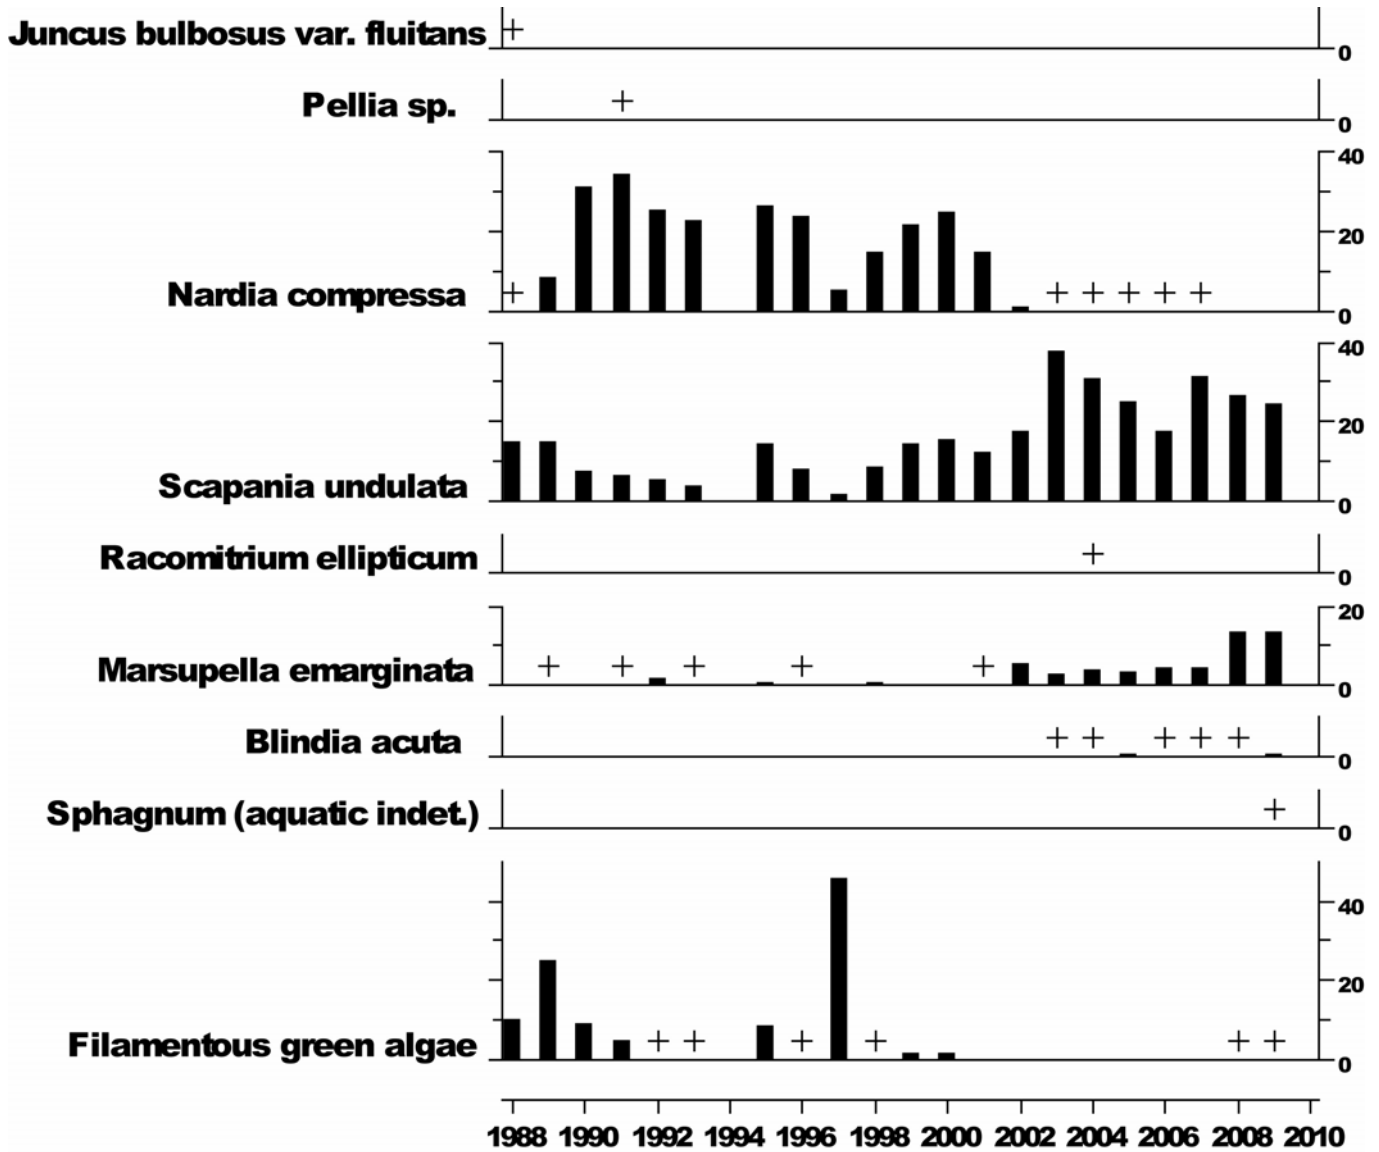 Juncus bulbosus var. fluitans
0
Pellia sp.
0
40
20
Nardia compressa
0
40
20
Scapania undulata
0
Racomitrium ellipticum
0
20
Marsupella emarginata
0
Blindia acuta
0
Sphagnum (aquatic indet.)
0
40
20
Filamentous green algae
0
1988 1990 1992 1994 1996 1998 2000 2002 2004 2006 2008 2010